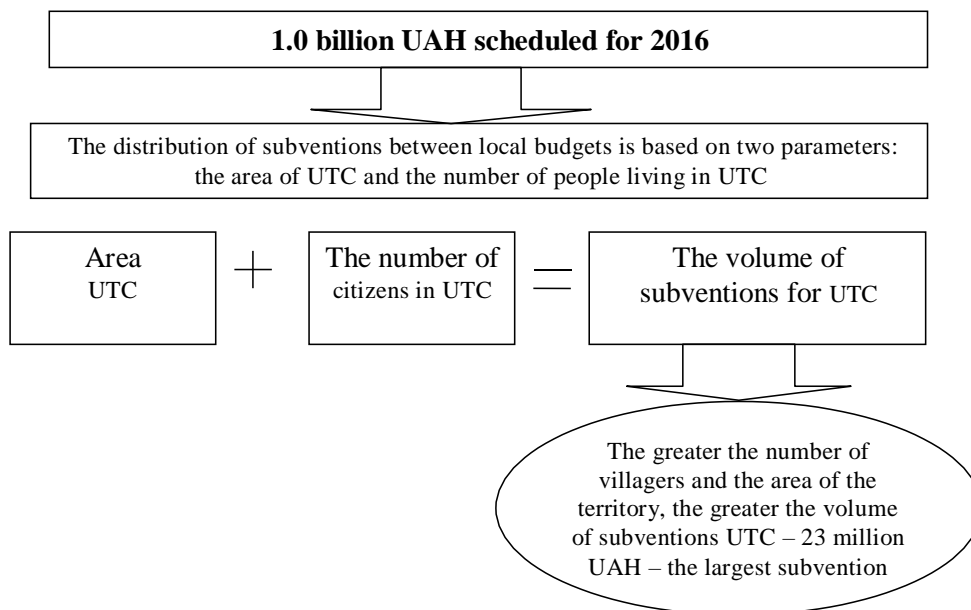 1.0 billion UAH scheduled for 2016
The distribution of subventions between local budgets is based on two parameters:
the area of UTC and the number of people living in UTC
Area
UTC
+
The number of
citizens in UTC
=
The volume of
subventions for UTC
The greater the number of
villagers and the area of the
territory, the greater the volume
of subventions UTC – 23 million
UAH – the largest subvention